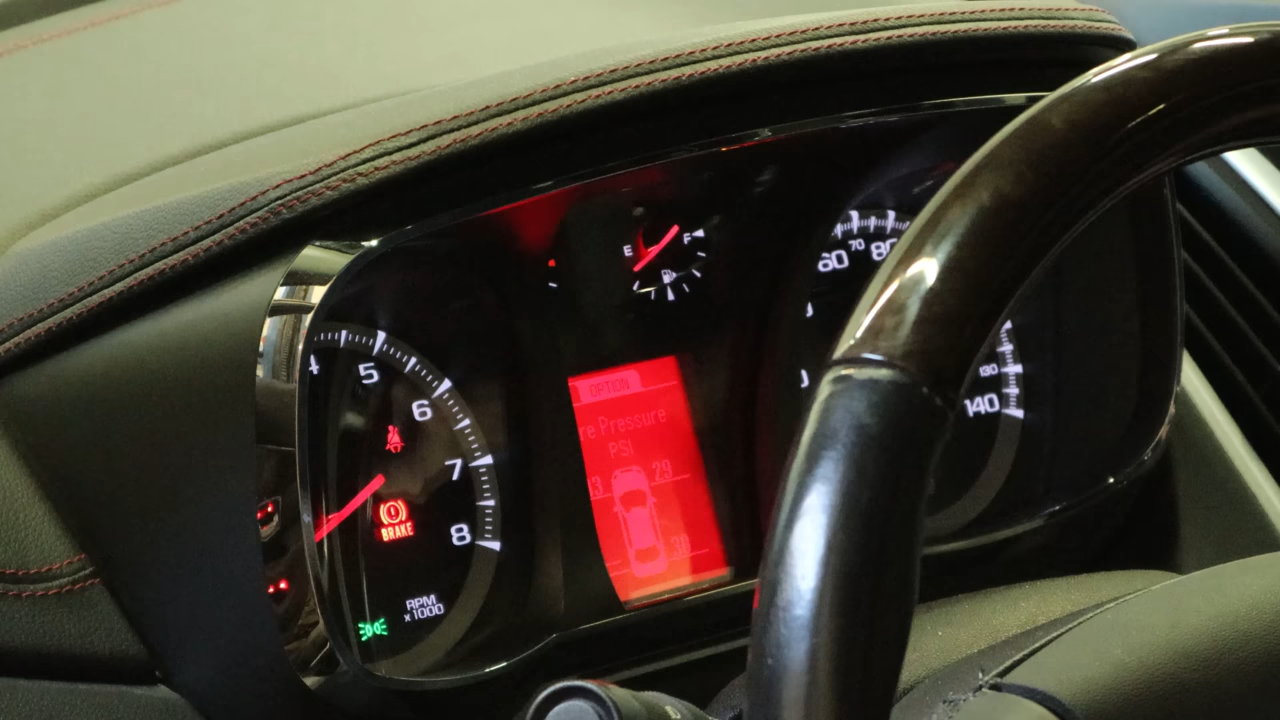 E F
60 70 80
4 5
6
7
8
BRAKE
RPM
x1000
OPTION
re Pressure
PSI
3 29
30
130
140